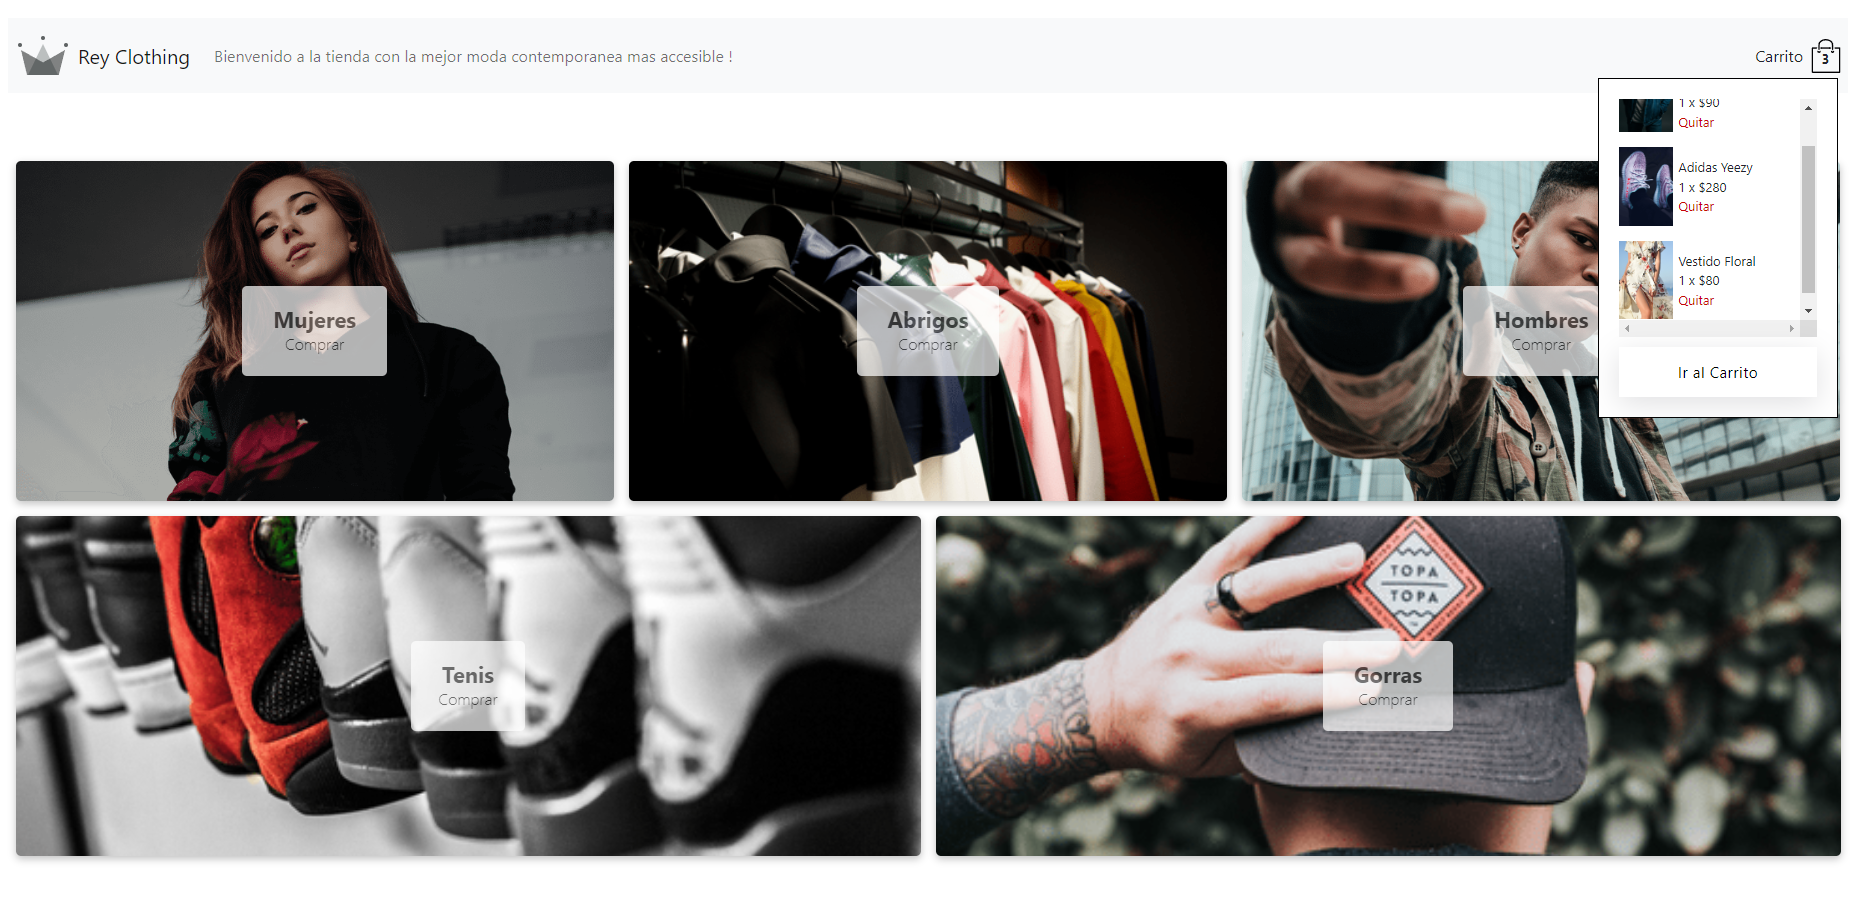 Rey Clothing
Bienvenido a la tienda con la mejor moda contemporanea mas accesible !
Carrito
3
1 x $90
Quitar
Adidas Yeezy
1 x $280
Quitar
Vestido Floral
1 x $80
Quitar
Ir al Carrito
Mujeres
Comprar
Abrigos
Comprar
Hombres
Comprar
Tenis
Comprar
TOPA
TOPA
Gorras
Comprar